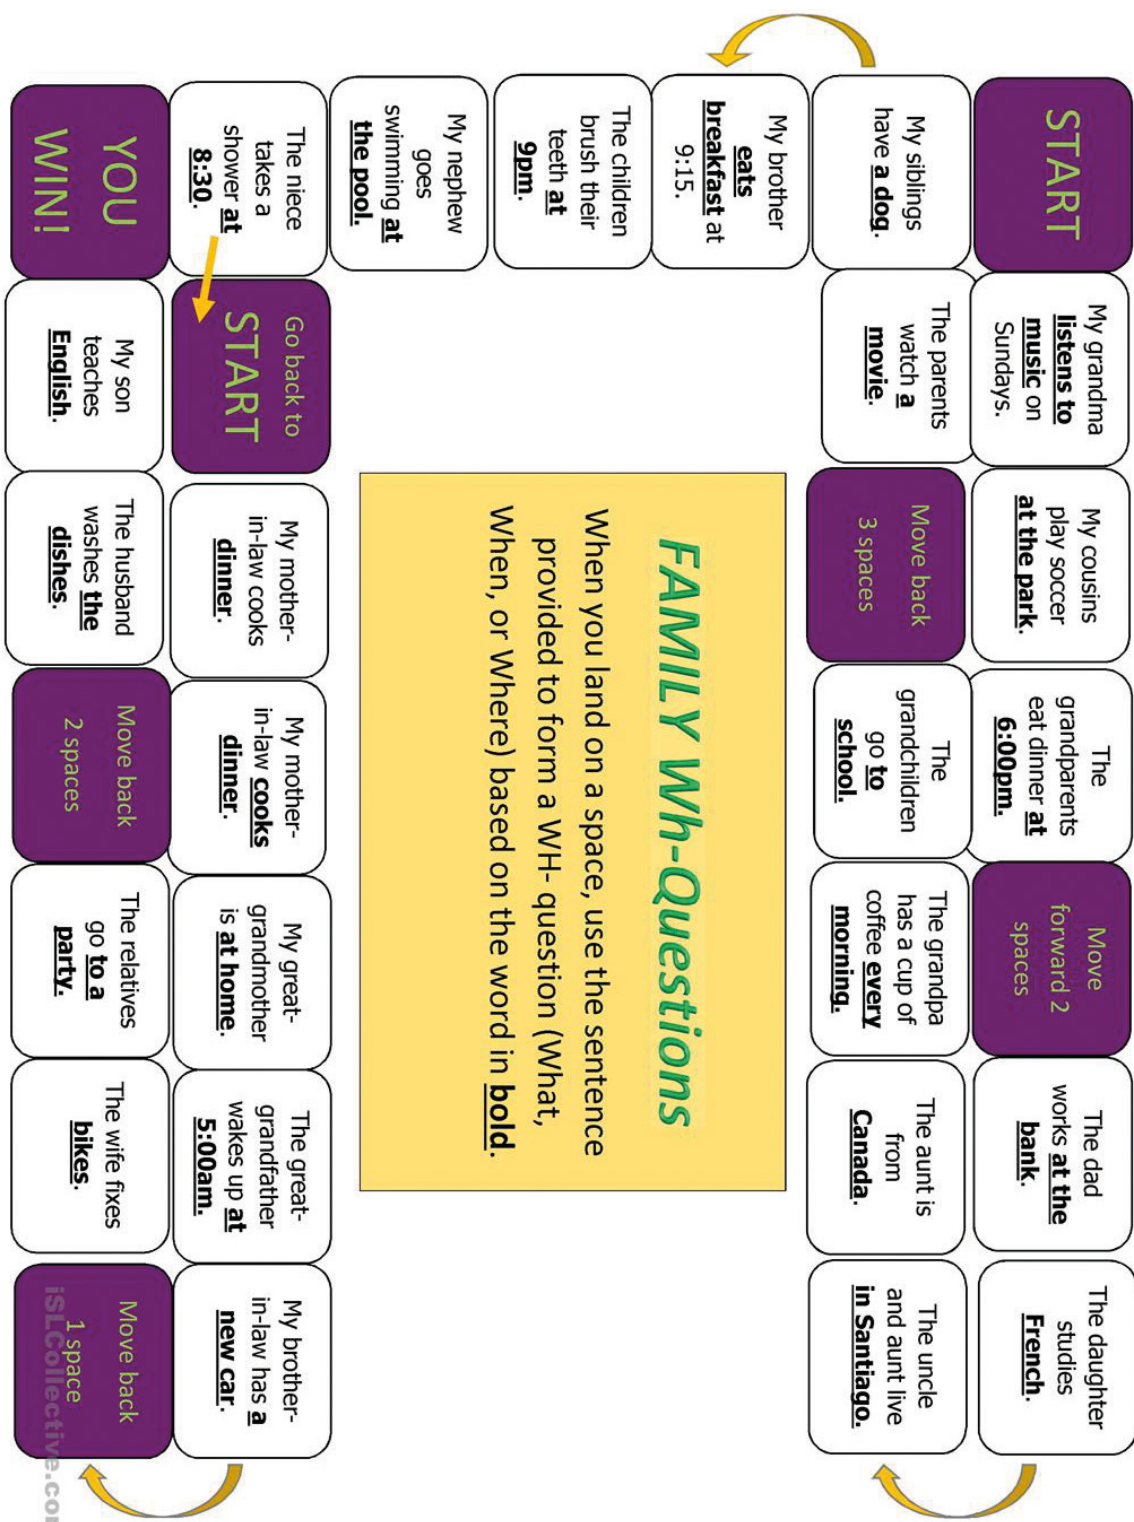 START
My grandma
listens to
music on
Sundays.
My cousins
play soccer
at the park.
The
grandparents
eat dinner at
6:00pm.
Move
forward 2
spaces
The dad
works at the
bank.
The daughter
studies
French.
The uncle
and aunt live
in Santiago.
The aunt is
from
Canada.
The grandpa
has a cup of
coffee every
morning.
The
grandchildren
go to
school.
Move back
3 spaces
The parents
watch a
movie.
My siblings
have a dog.
My brother
eats
breakfast at
9:15.
The children
brush their
teeth at
9pm.
My nephew
goes
swimming at
the pool.
The niece
takes a
shower at
8:30.
Go back to
START
My mother-
in-law cooks
dinner.
My mother-
in-law cooks
dinner.
My great-
grandmother
is at home.
The great-
grandfather
wakes up at
5:00am.
My brother-
in-law has a
new car.
Move back
1 space
The wife fixes
bikes.
The relatives
go to a
party.
Move back
2 spaces
The husband
washes the
dishes.
My son
teaches
English.
YOU
WIN!
FAMILY Wh-Questions
When you land on a space, use the sentence
provided to form a WH- question (What,
When, or Where) based on the word in bold.
iSLCollective.com